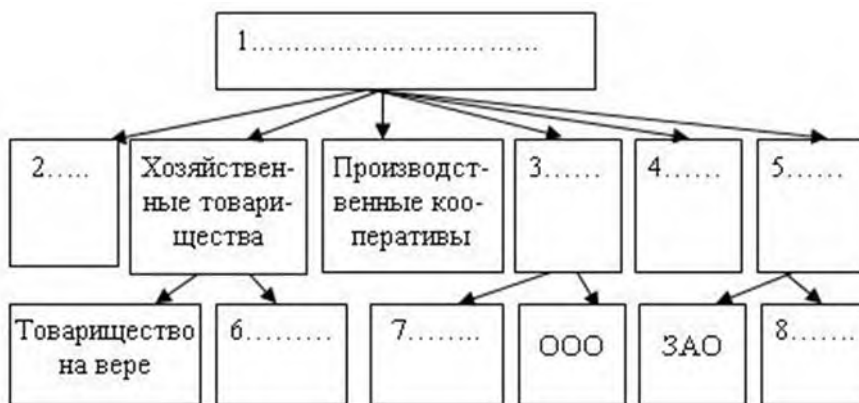 1………………………………
2…..
Хозяйствен-
ные товари-
щества
Производст-
венные коо-
перативы
3……
4……
5……
Товарищество
на вере
6………
7……..
ООО
ЗАО
8……..